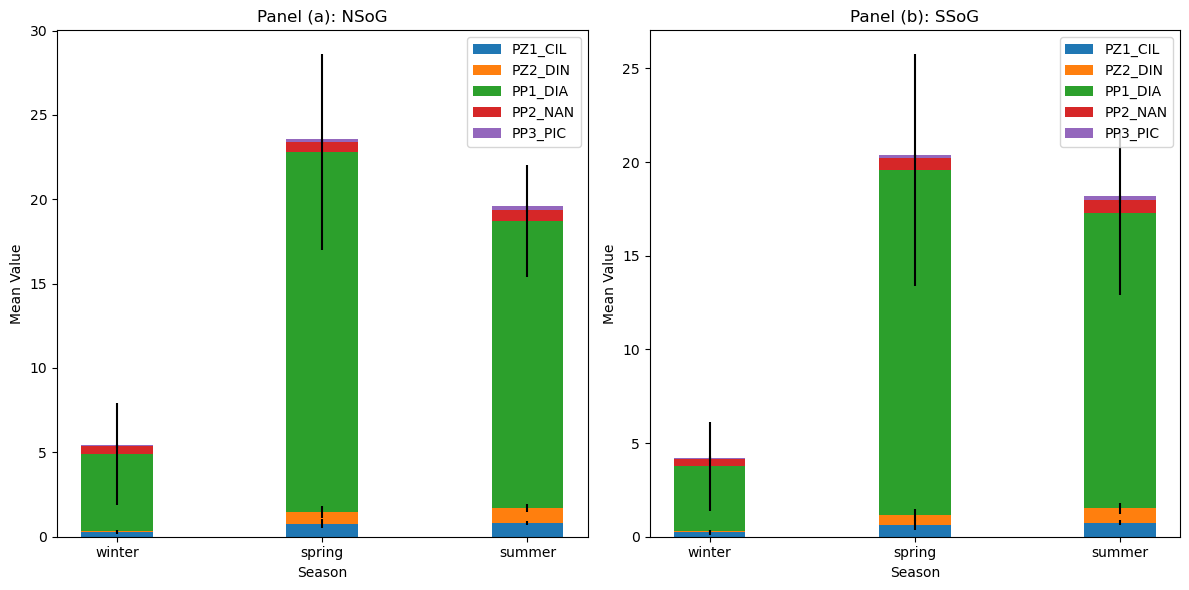 Panel (a): NSoG
Mean Value
30
25
20
15
10
5
0
winter
spring
summer
Season
PZ1_CIL
PZ2_DIN
PP1_DIA
PP2_NAN
PP3_PIC
Panel (b): SSoG
Mean Value
25
20
15
10
5
0
winter
spring
summer
Season
PZ1_CIL
PZ2_DIN
PP1_DIA
PP2_NAN
PP3_PIC